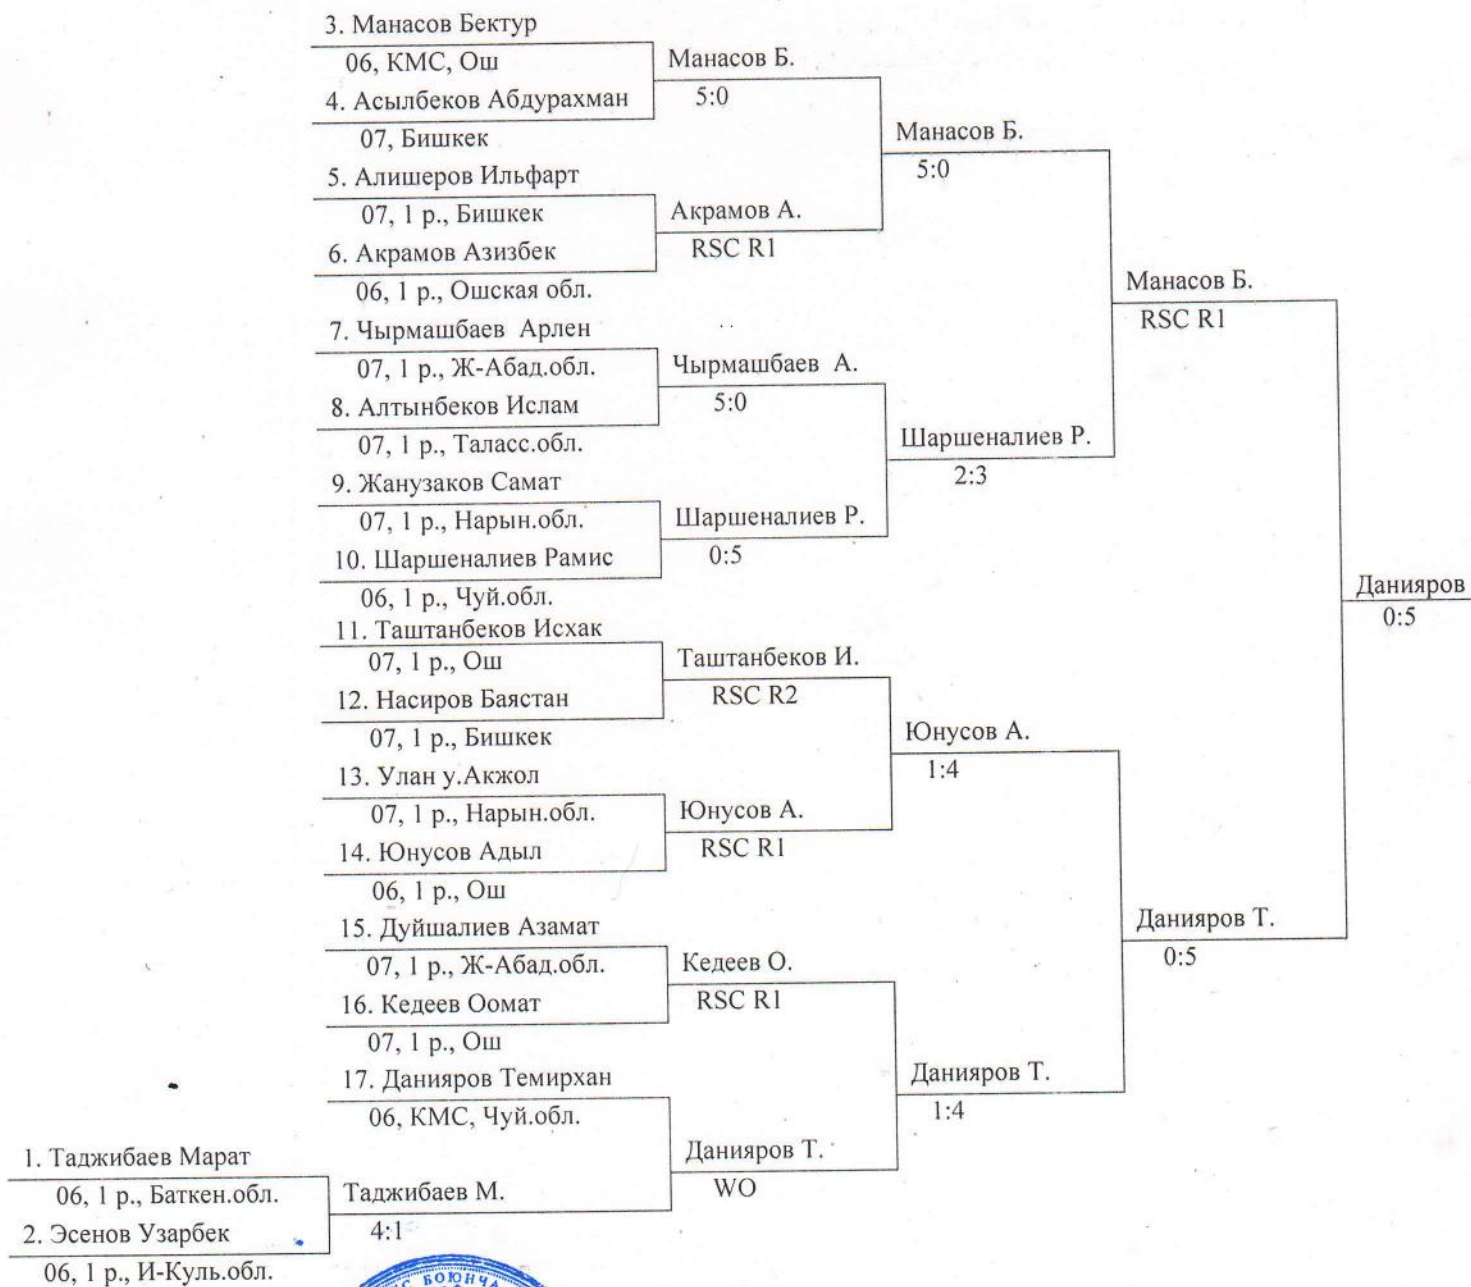 3. Манасов Бектур
06, КМС, Ош
4. Асылбеков Абдурахман
07, Бишкек
5. Алишеров Ильфарт
07, 1 р., Бишкек
6. Акрамов Азизбек
06, 1 р., Ошская обл.
7. Чырмашбаев Арлен
07, 1 р., Ж-Абад.обл.
8. Алтынбеков Ислам
07, 1 р., Таласс.обл.
9. Жанузаков Самат
07, 1 р., Нарын.обл.
10. Шаршеналиев Рамис
06, 1 р., Чуй.обл.
11. Таштанбеков Исхак
07, 1 р., Ош
12. Насиров Баястан
07, 1 р., Бишкек
13. Улан у.Акжол
07, 1 р., Нарын.обл.
14. Юнусов Адыл
06, 1 р., Ош
15. Дуйшалиев Азамат
07, 1 р., Ж-Абад.обл.
16. Кедеев Оомат
07, 1 р., Ош
17. Данияров Темирхан
06, КМС, Чуй.обл.
1. Таджибаев Марат
06, 1 р., Баткен.обл.
2. Эсенов Узарбек
06, 1 р., И-Куль.обл.
Таджибаев М.
4:1
Манасов Б.
5:0
Акрамов А.
RSC R1
Чырмашбаев А.
5:0
Шаршеналиев Р.
0:5
Таштанбеков И.
RSC R2
Юнусов А.
RSC R1
Кедеев О.
RSC R1
Данияров Т.
WO
Манасов Б.
5:0
Шаршеналиев Р.
2:3
Юнусов А.
1:4
Данияров Т.
1:4
Манасов Б.
RSC R1
Данияров Т.
0:5
Данияров
0:5
БОЮНЧА